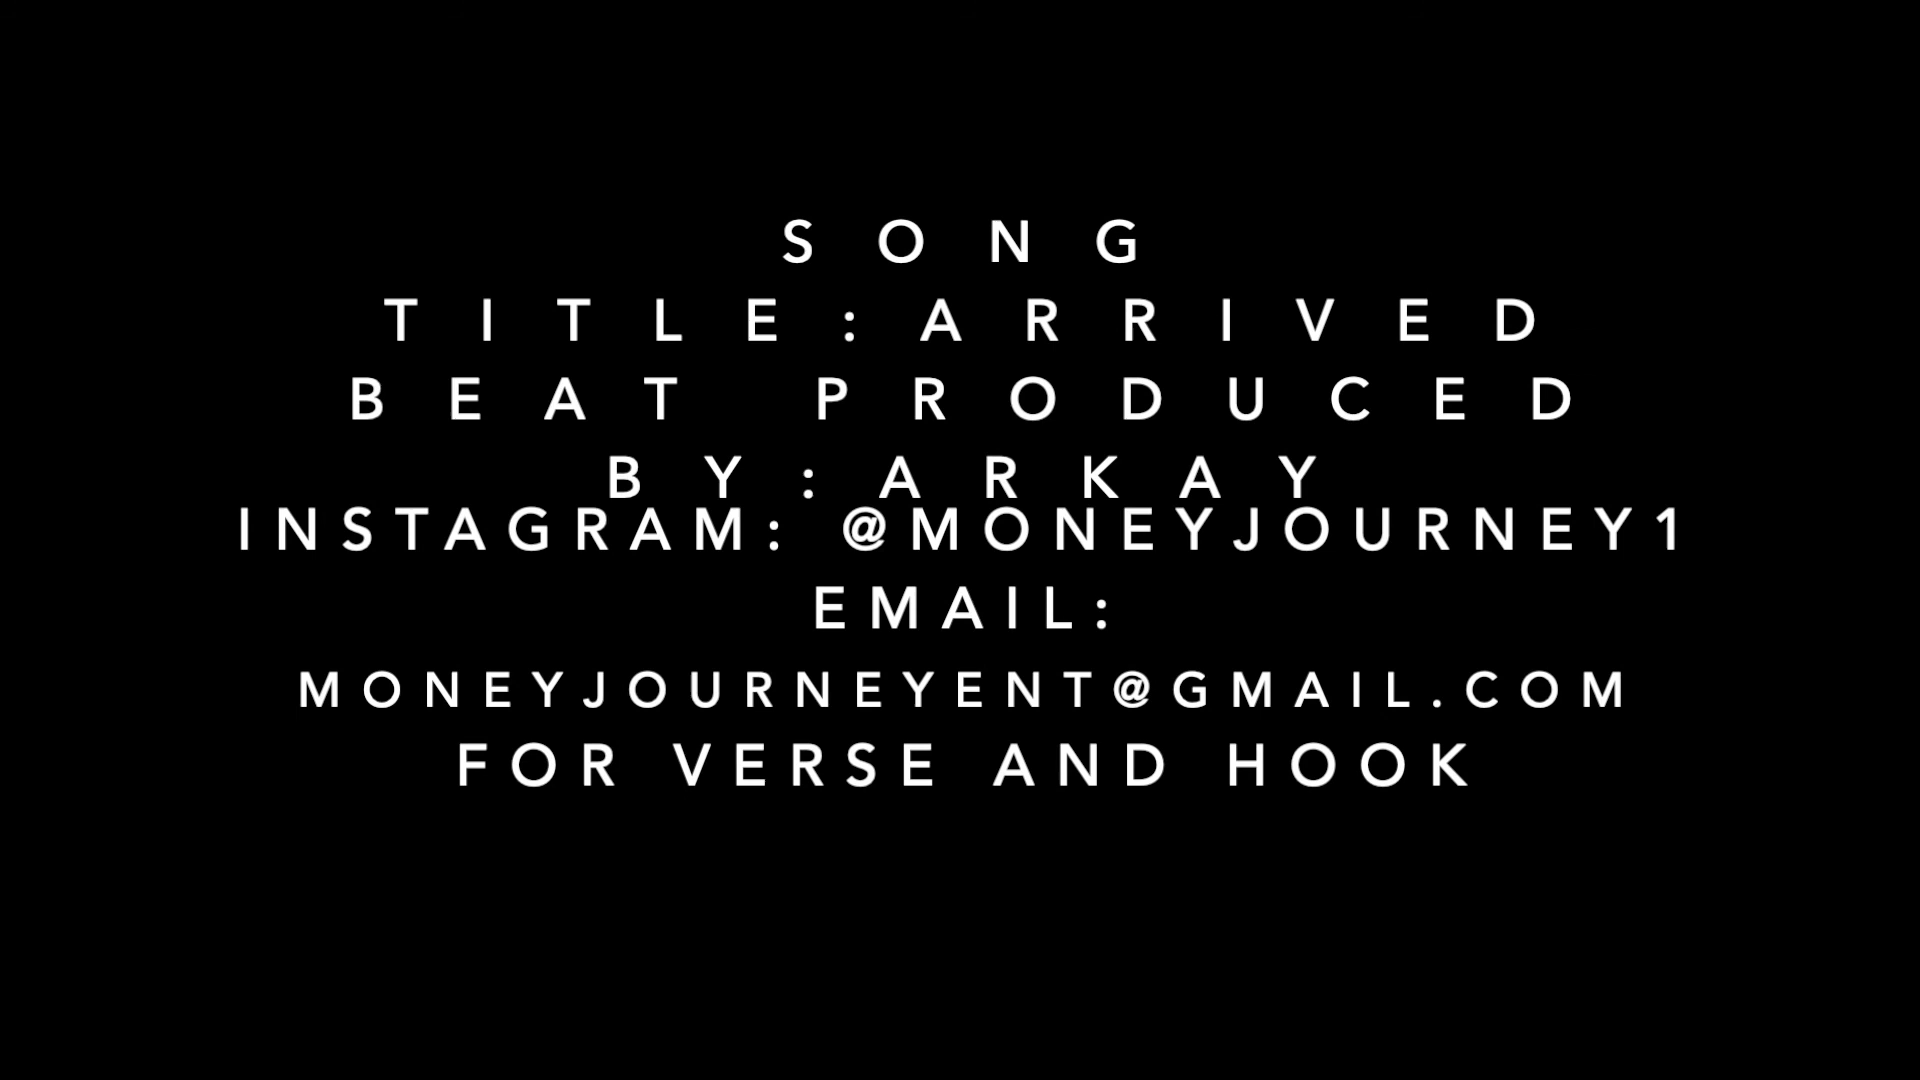 SONG
TITLE:ARRIVED
BEAT PRODUCED
BY:ARKAY
INSTAGRAM: @MONEYJOURNEY1
EMAIL:
MONEYJOURNEYENT@GMAIL.COM
FOR VERSE AND HOOK